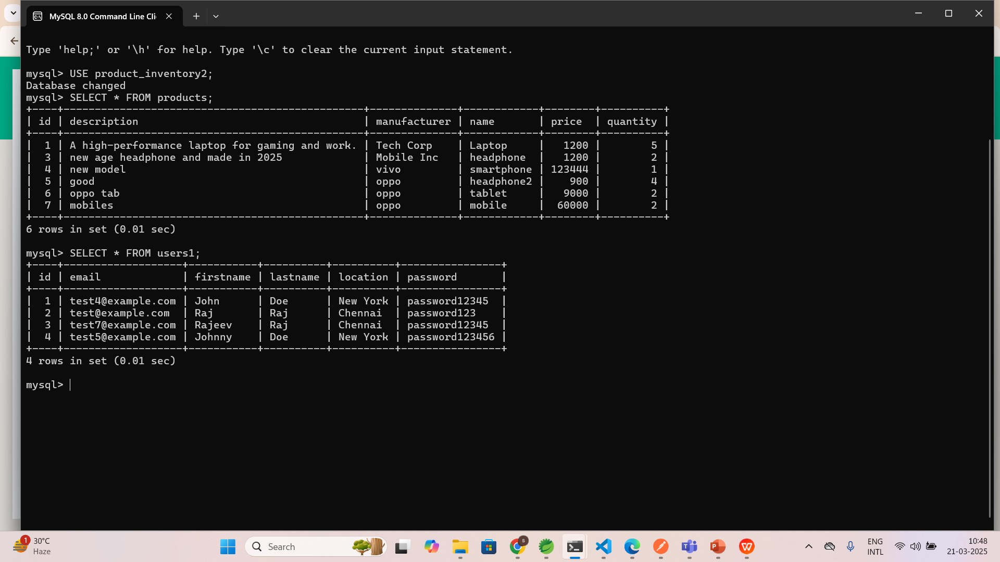 MySQL 8.0 Command Line Cli
Type 'help;' or '\h' for help. Type '\c' to clear the current input statement.
mysql> USE product_inventory2;
Database changed
mysql> SELECT * FROM products;
+----+------------------------------------------------+--------------+------------+--------+----------+
| id | description                                    | manufacturer | name       | price  | quantity |
+----+------------------------------------------------+--------------+------------+--------+----------+
|  1 | A high-performance laptop for gaming and work. | Tech Corp    | Laptop     |   1200 |        5 |
|  3 | new age headphone and made in 2025             | Mobile Inc   | headphone  |   1200 |        2 |
|  4 | new model                                      | vivo         | smartphone | 123444 |        1 |
|  5 | good                                           | oppo         | headphone2 |    900 |        4 |
|  6 | oppo tab                                       | oppo         | tablet     |   9000 |        2 |
|  7 | mobiles                                        | oppo         | mobile     |  60000 |        2 |
+----+------------------------------------------------+--------------+------------+--------+----------+
6 rows in set (0.01 sec)
mysql> SELECT * FROM users1;
+----+-------------------+-----------+----------+----------+----------------+
| id | email             | firstname | lastname | location | password       |
+----+-------------------+-----------+----------+----------+----------------+
|  1 | test4@example.com | John      | Doe      | New York | password12345  |
|  2 | test@example.com  | Raj       | Raj      | Chennai  | password123    |
|  3 | test7@example.com | Rajeev    | Raj      | Chennai  | password12345  |
|  4 | test5@example.com | Johnny    | Doe      | New York | password123456 |
+----+-------------------+-----------+----------+----------+----------------+
4 rows in set (0.01 sec)
mysql>
1
30°C
Haze
Search
ENG
INTL
10:48
21-03-2025